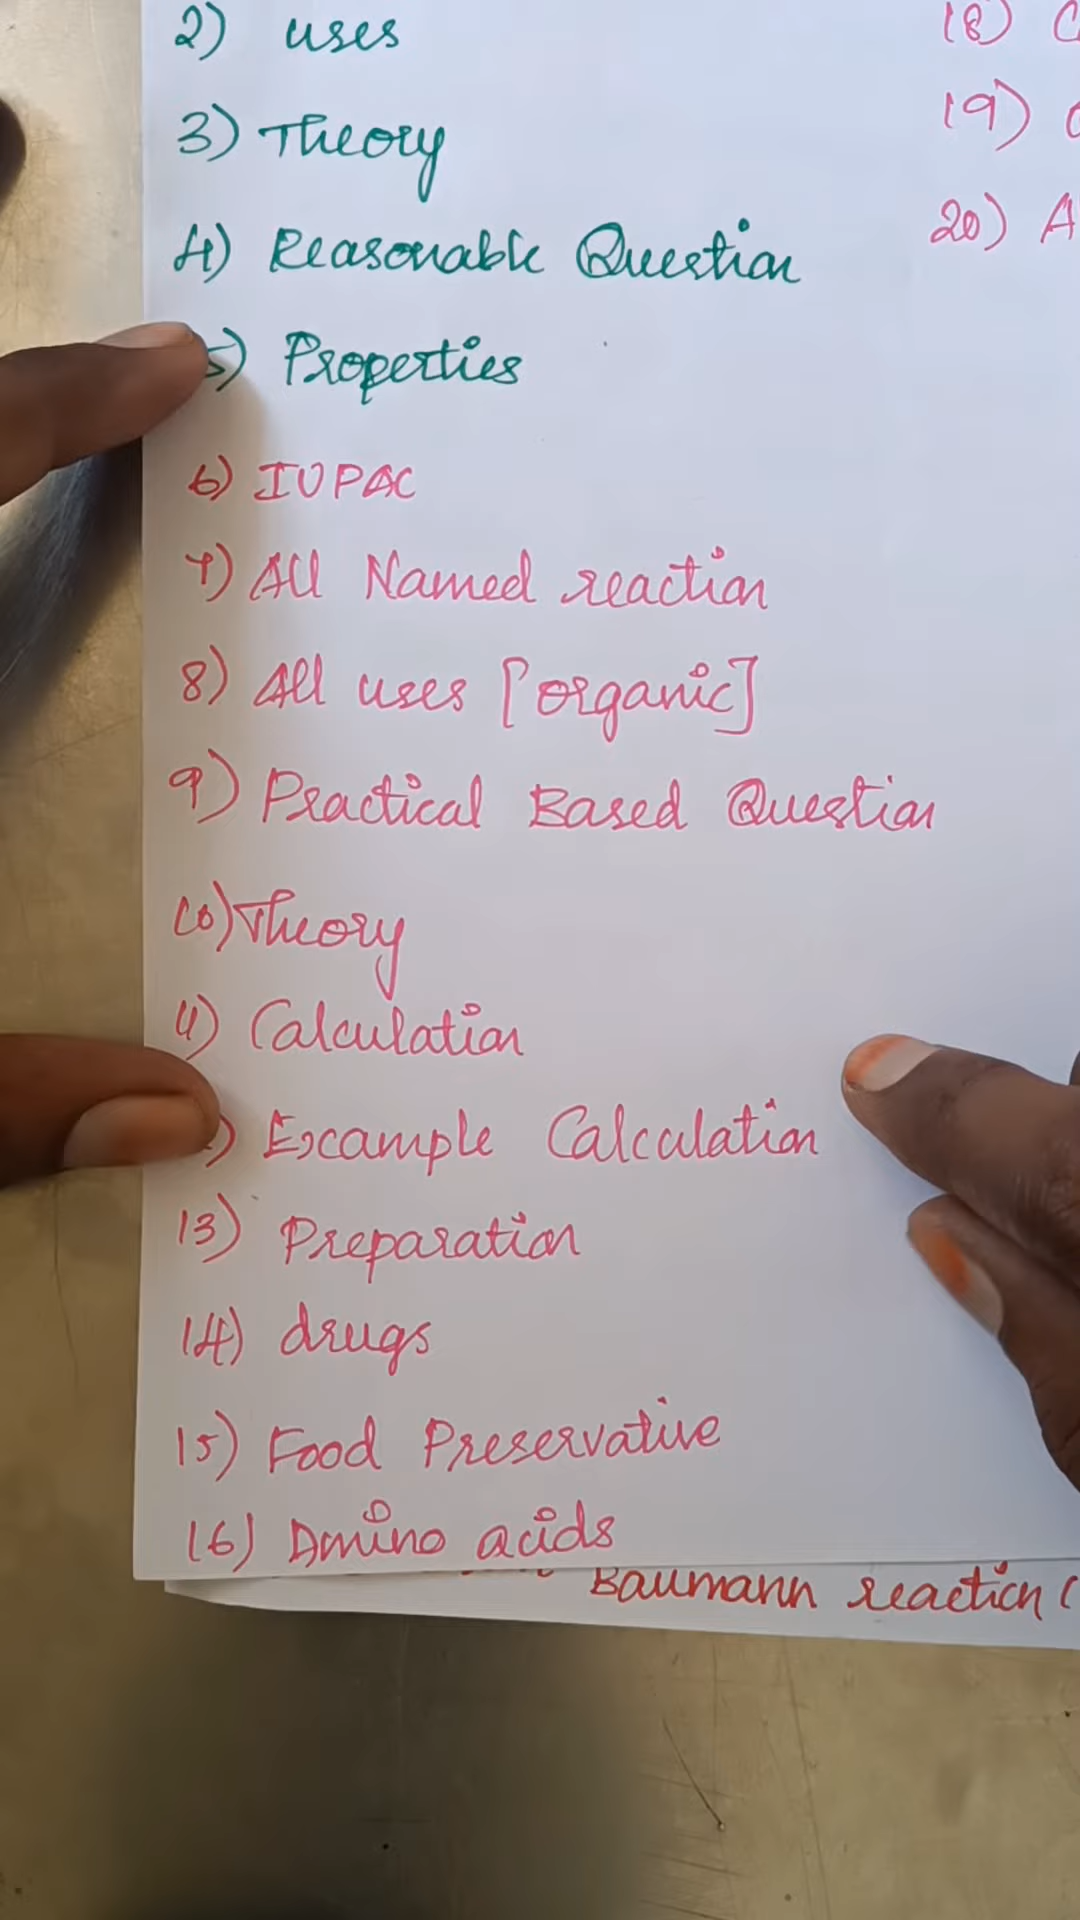 2) uses
3) Theory
4) Reasonable Question
5) Properties
6) IUPAC
7) All Named reaction
8) All uses [organic]
9) Practical Based Question
10) Theory
11) Calculation
) Example Calculation
13) Preparation
14) drugs
15) Food Preservative
16) Amino acids
18) C
19)
20) A
Baumann reaction (